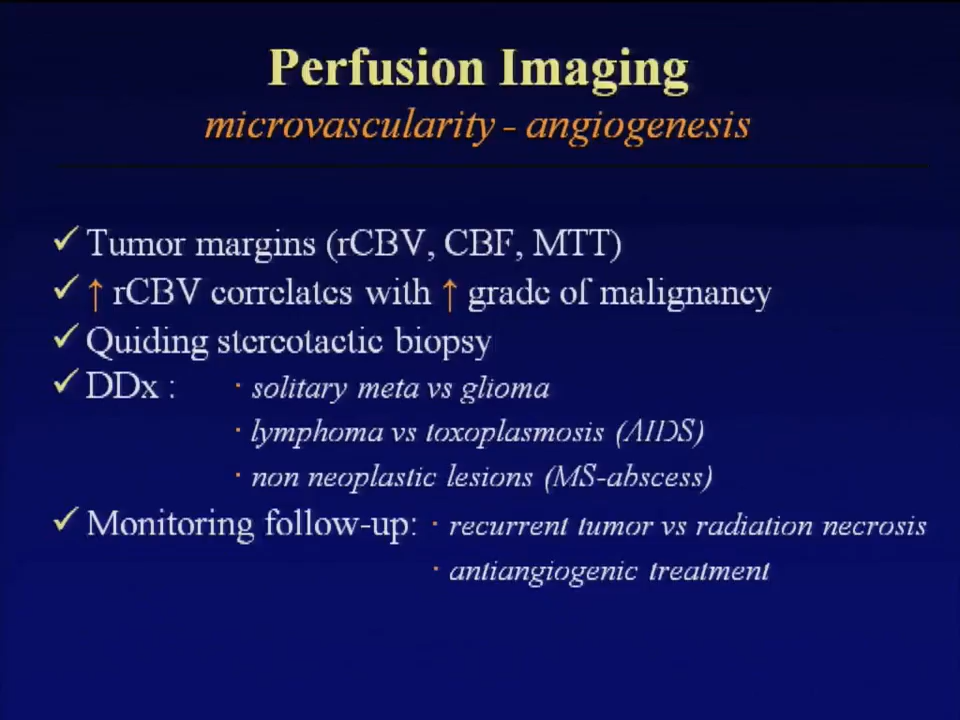 Perfusion Imaging
microvascularity - angiogenesis
✓ Tumor margins (rCBV, CBF, MTT)
✓ ↑ rCBV correlates with ↑ grade of malignancy
✓ Quiding stereotactic biopsy
✓ DDx : · solitary meta vs glioma
· lymphoma vs toxoplasmosis (AIDS)
· non neoplastic lesions (MS-abscess)
✓ Monitoring follow-up: · recurrent tumor vs radiation necrosis
· antiangiogenic treatment